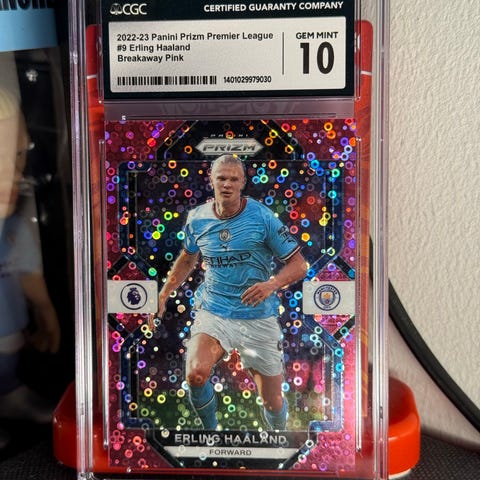 CGC
CERTIFIED GUARANTY COMPANY
2022-23 Panini Prizm Premier League
#9 Erling Haaland
Breakaway Pink
GEM MINT
10
1401029979030
PANINI
PRIZM
ETIHAD
AIRWAYS
ERLING HAALAND
FORWARD